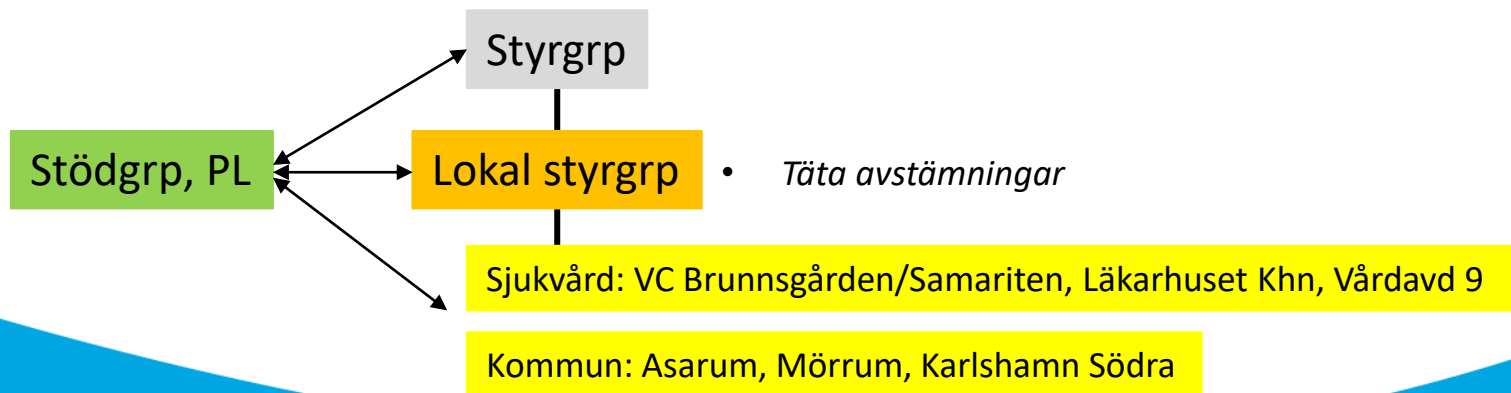 Styrgrp
Stödgrp, PL
Lokal styrgrp
• Täta avstämningar
Sjukvård: VC Brunnsgården/Samariten, Läkarhuset Khn, Vårdavd 9
Kommun: Asarum, Mörrum, Karlshamn Södra